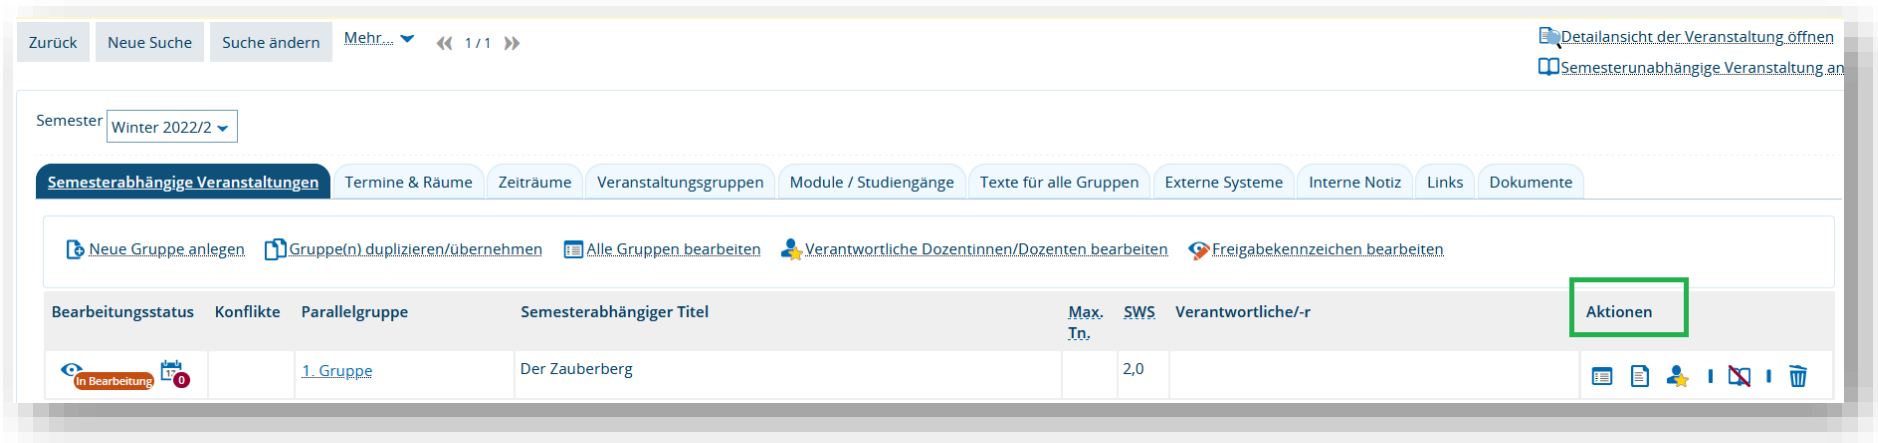 Zurück Neue Suche Suche ändern Mehr... 1 / 1
Detailansicht der Veranstaltung öffnen
Semesterunabhängige Veranstaltung an
Semester Winter 2022/2
Semesterabhängige Veranstaltungen Termine & Räume Zeiträume Veranstaltungsgruppen Module / Studiengänge Texte für alle Gruppen Externe Systeme Interne Notiz Links Dokumente
Neue Gruppe anlegen Gruppe(n) duplizieren/übernehmen Alle Gruppen bearbeiten Verantwortliche Dozentinnen/Dozenten bearbeiten Freigabekennzeichen bearbeiten
Bearbeitungsstatus Konflikte Parallelgruppe Semesterabhängiger Titel Max. SWS Verantwortliche/-r Aktionen
Tn.
In Bearbeitung 12 0 1. Gruppe Der Zauberberg 2,0